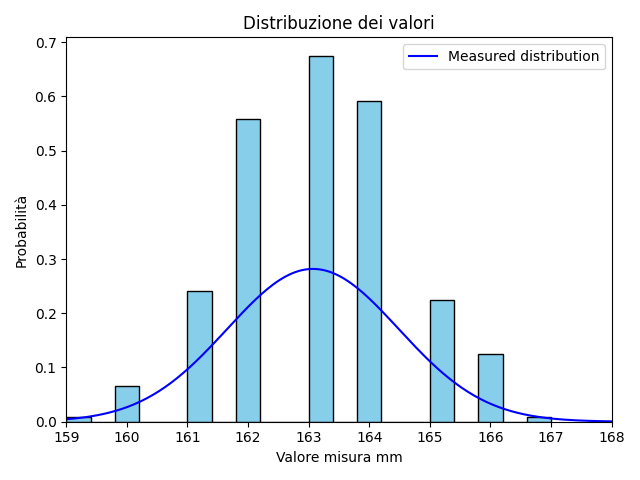 Distribuzione dei valori
Measured distribution
Probabilità
0.7
0.6
0.5
0.4
0.3
0.2
0.1
0.0
159 160 161 162 163 164 165 166 167 168
Valore misura mm